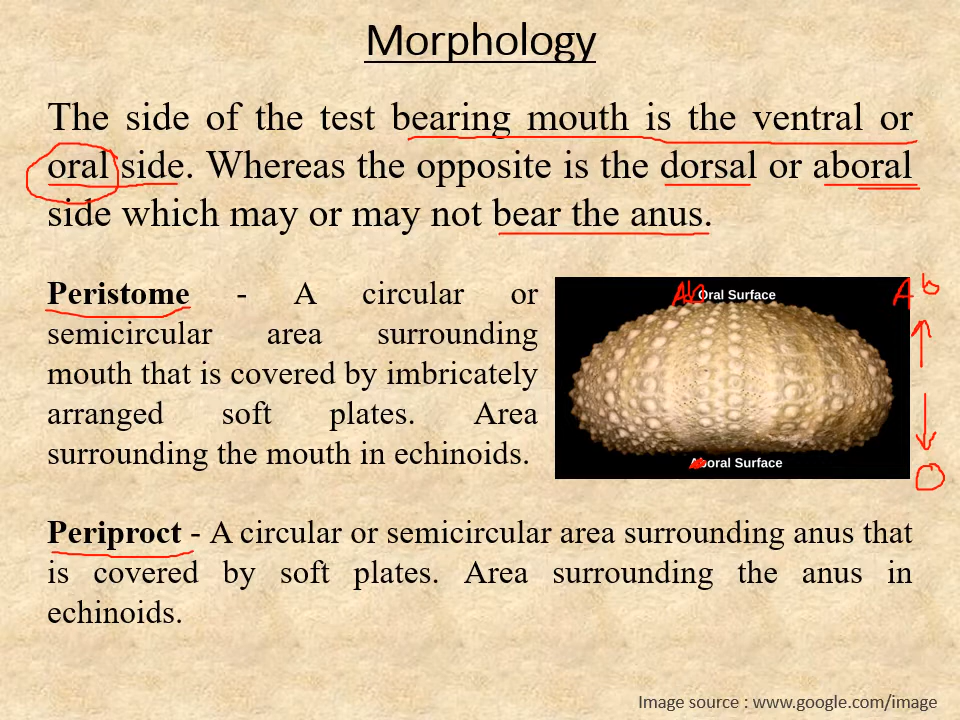 Morphology
The side of the test bearing mouth is the ventral or
oral side. Whereas the opposite is the dorsal or aboral
side which may or may not bear the anus.
Peristome - A circular or
semicircular area surrounding
mouth that is covered by imbricately
arranged soft plates. Area
surrounding the mouth in echinoids.
Ab Oral Surface
Ab
Aboral Surface
O
Periproct - A circular or semicircular area surrounding anus that
is covered by soft plates. Area surrounding the anus in
echinoids.
Image source : www.google.com/image